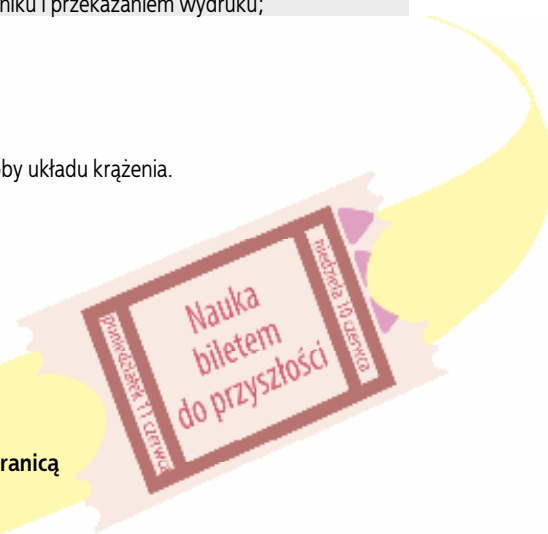 niku i przekazaniem wydruku;
by układu krążenia.
Nauka
biletem
do przyszłości
niedziela 10 czerwca
poniedziałek 11 czerwca
ranicą